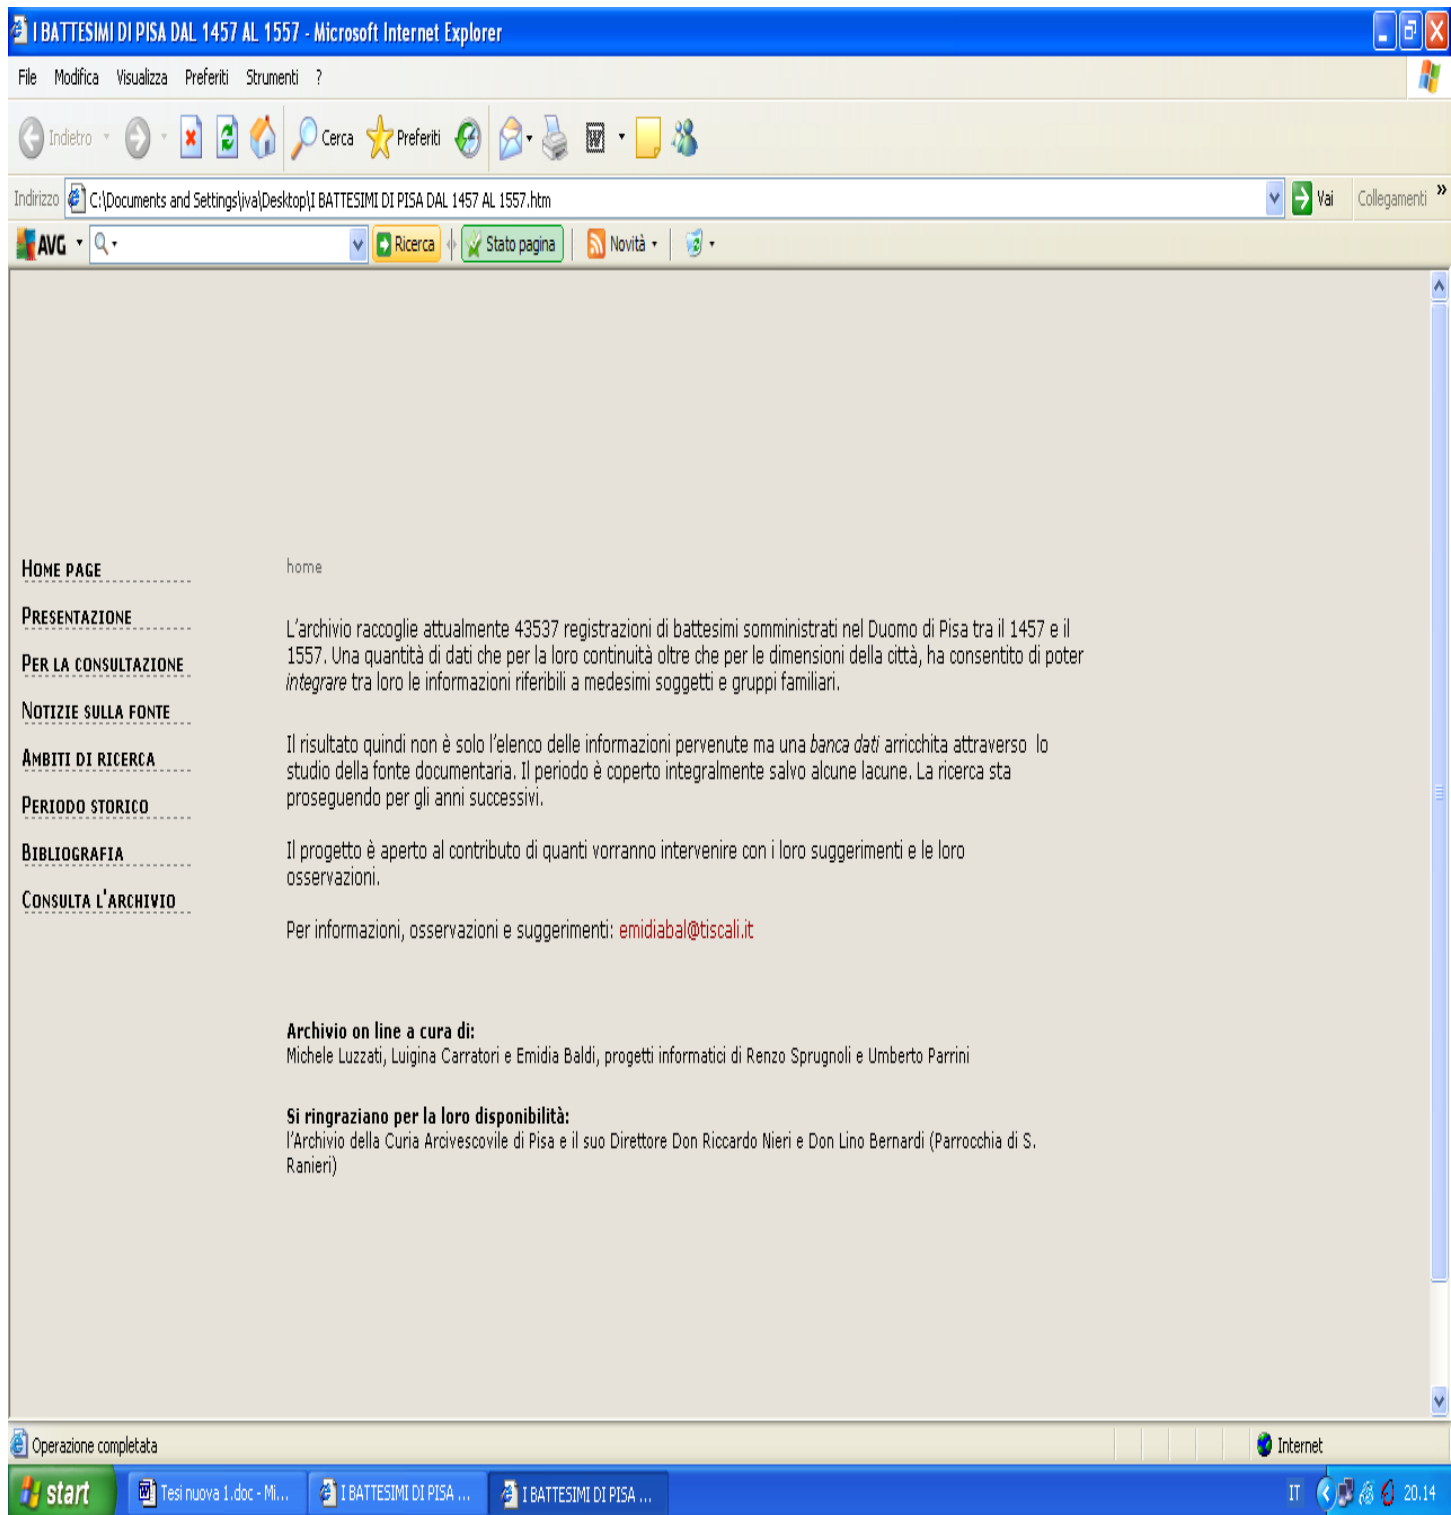 I BATTESIMI DI PISA DAL 1457 AL 1557 - Microsoft Internet Explorer
File Modifica Visualizza Preferiti Strumenti ?
Indietro Cerca Preferiti
Indirizzo C:\Documents and Settings\iva\Desktop\I BATTESIMI DI PISA DAL 1457 AL 1557.htm Vai Collegamenti »
AVG Ricerca Stato pagina Novità
HOME PAGE
PRESENTAZIONE
PER LA CONSULTAZIONE
NOTIZIE SULLA FONTE
AMBITI DI RICERCA
PERIODO STORICO
BIBLIOGRAFIA
CONSULTA L'ARCHIVIO
home
L'archivio raccoglie attualmente 43537 registrazioni di battesimi somministrati nel Duomo di Pisa tra il 1457 e il
1557. Una quantità di dati che per la loro continuità oltre che per le dimensioni della città, ha consentito di poter
integrare tra loro le informazioni riferibili a medesimi soggetti e gruppi familiari.
Il risultato quindi non è solo l'elenco delle informazioni pervenute ma una banca dati arricchita attraverso lo
studio della fonte documentaria. Il periodo è coperto integralmente salvo alcune lacune. La ricerca sta
proseguendo per gli anni successivi.
Il progetto è aperto al contributo di quanti vorranno intervenire con i loro suggerimenti e le loro
osservazioni.
Per informazioni, osservazioni e suggerimenti: emidiabal@tiscali.it
Archivio on line a cura di:
Michele Luzzati, Luigina Carratori e Emidia Baldi, progetti informatici di Renzo Sprugnoli e Umberto Parrini
Si ringraziano per la loro disponibilità:
l'Archivio della Curia Arcivescovile di Pisa e il suo Direttore Don Riccardo Nieri e Don Lino Bernardi (Parrocchia di S.
Ranieri)
Operazione completata Internet
start Tesi nuova 1.doc - Mi... I BATTESIMI DI PISA ... I BATTESIMI DI PISA ... IT 20.14